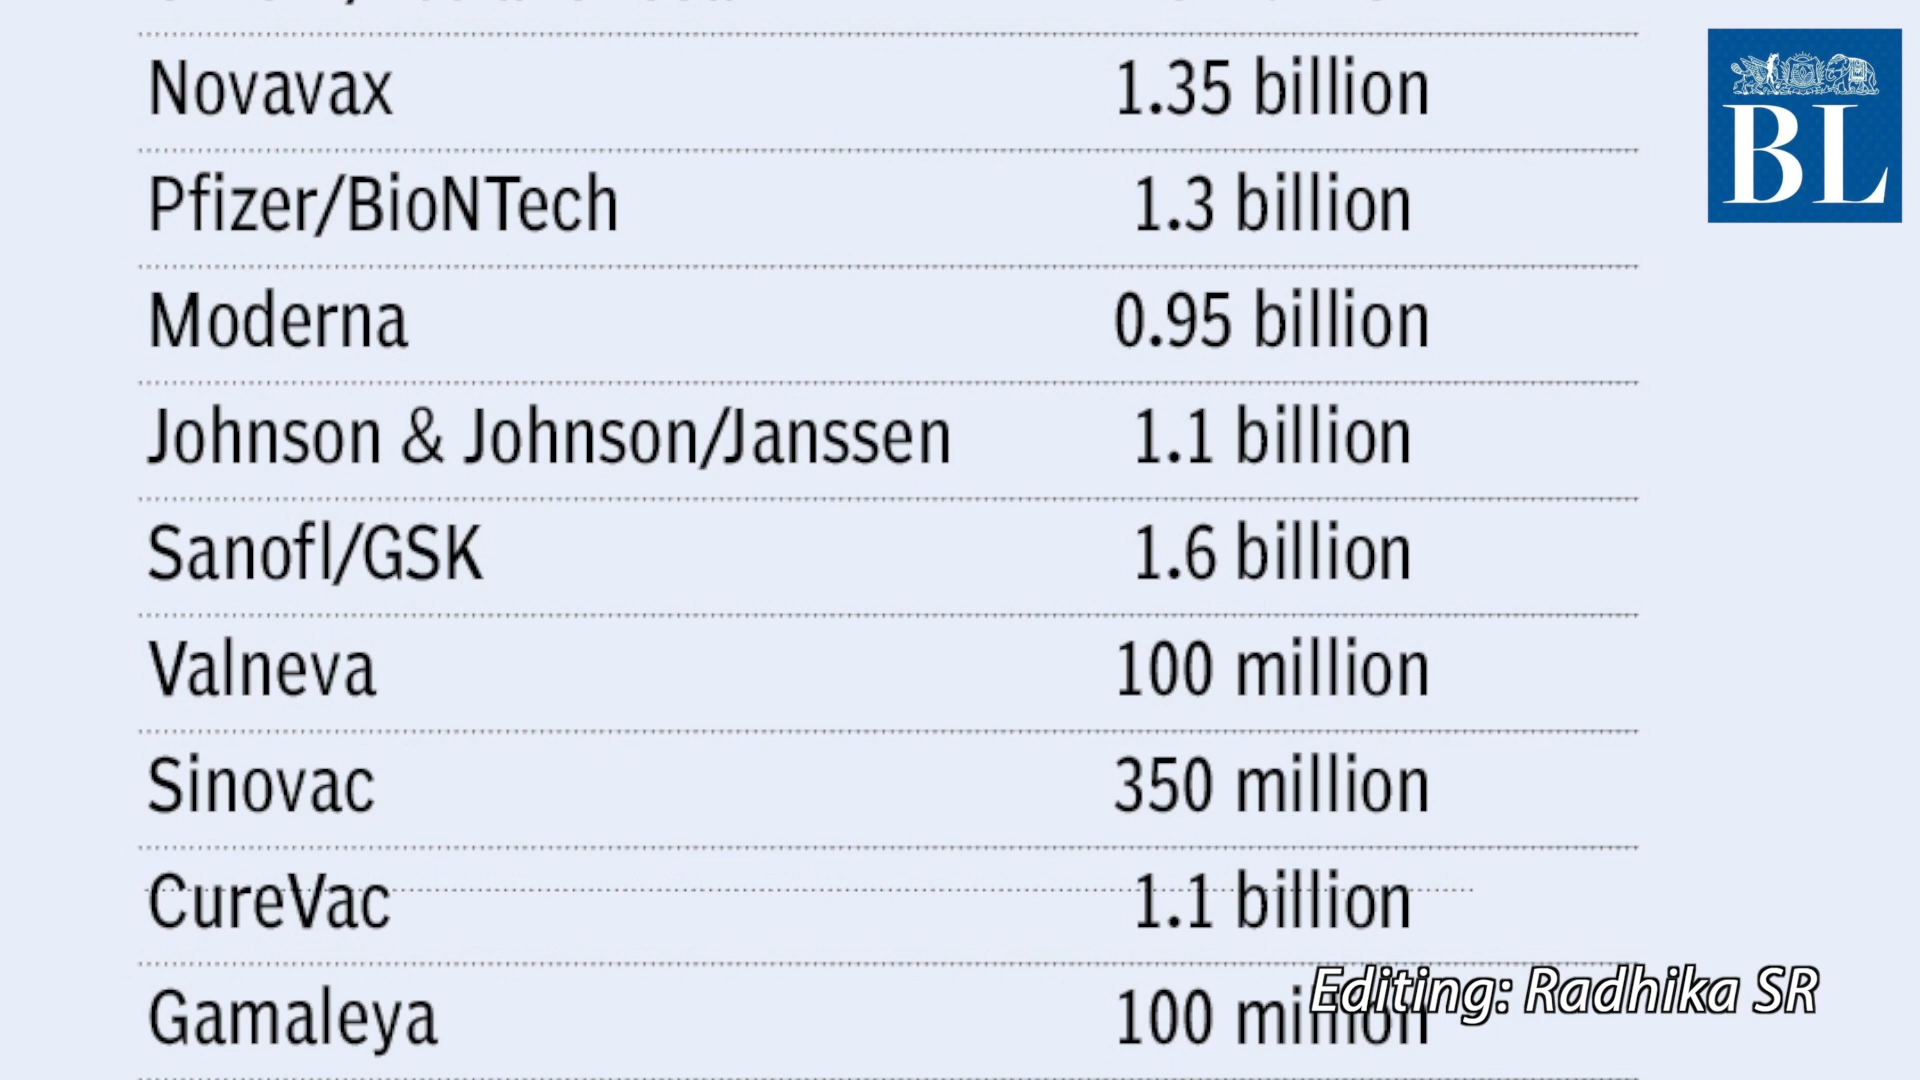 Novavax 1.35 billion
BL
Pfizer/BioNTech 1.3 billion
Moderna 0.95 billion
Johnson & Johnson/Janssen 1.1 billion
Sanofl/GSK 1.6 billion
Valneva 100 million
Sinovac 350 million
CureVac 1.1 billion
Gamaleya 100 million
Editing: Radhika SR